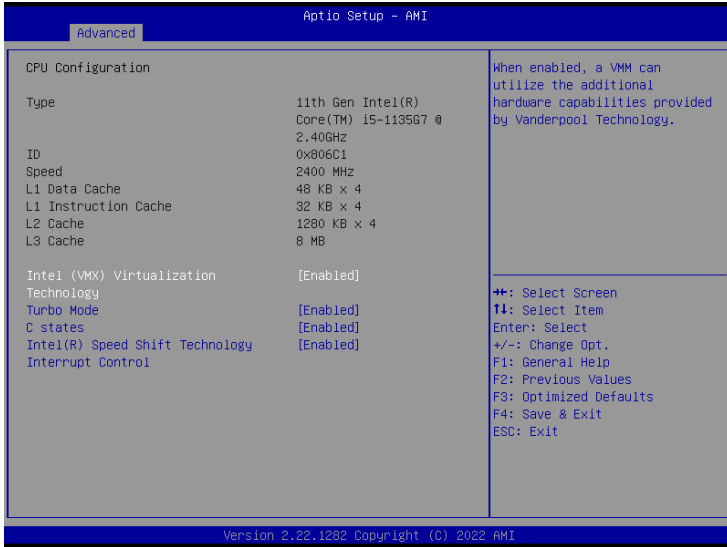 Aptio Setup – AMI
Advanced
CPU Configuration
Type 11th Gen Intel(R)
Core(TM) i5-1135G7 @
2.40GHz
ID 0x806C1
Speed 2400 MHz
L1 Data Cache 48 KB x 4
L1 Instruction Cache 32 KB x 4
L2 Cache 1280 KB x 4
L3 Cache 8 MB
Intel (VMX) Virtualization [Enabled]
Technology
Turbo Mode [Enabled]
C states [Enabled]
Intel(R) Speed Shift Technology [Enabled]
Interrupt Control
When enabled, a VMM can
utilize the additional
hardware capabilities provided
by Vanderpool Technology.
→←: Select Screen
↑↓: Select Item
Enter: Select
+/-: Change Opt.
F1: General Help
F2: Previous Values
F3: Optimized Defaults
F4: Save & Exit
ESC: Exit
Version 2.22.1282 Copyright (C) 2022 AMI